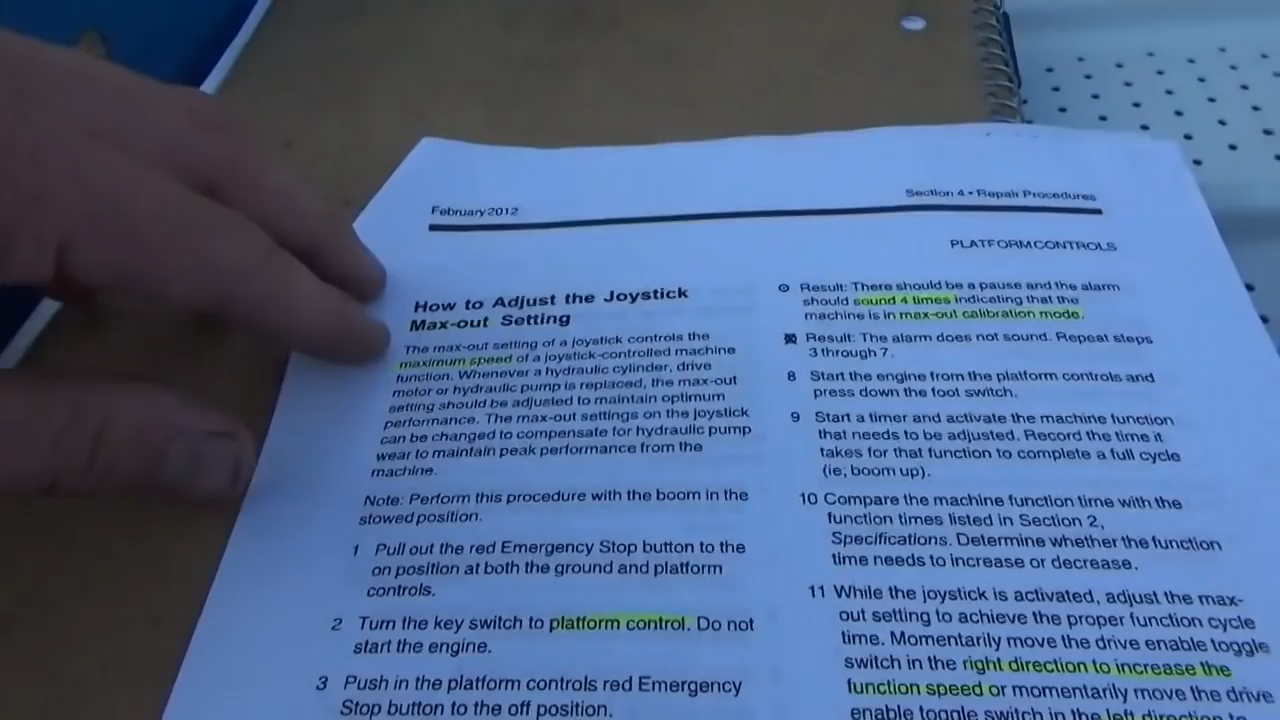 February 2012
Section 4 • Repair Procedures
PLATFORM CONTROLS
How to Adjust the Joystick
Max-out Setting
The max-out setting of a joystick controls the
maximum speed of a joystick-controlled machine
function. Whenever a hydraulic cylinder, drive
motor or hydraulic pump is replaced, the max-out
setting should be adjusted to maintain optimum
performance. The max-out settings on the joystick
can be changed to compensate for hydraulic pump
wear to maintain peak performance from the
machine.
Note: Perform this procedure with the boom in the
stowed position.
1 Pull out the red Emergency Stop button to the
on position at both the ground and platform
controls.
2 Turn the key switch to platform control. Do not
start the engine.
3 Push in the platform controls red Emergency
Stop button to the off position.
Result: There should be a pause and the alarm
should sound 4 times indicating that the
machine is in max-out calibration mode.
Result: The alarm does not sound. Repeat steps
3 through 7.
8 Start the engine from the platform controls and
press down the foot switch.
9 Start a timer and activate the machine function
that needs to be adjusted. Record the time it
takes for that function to complete a full cycle
(ie; boom up).
10 Compare the machine function time with the
function times listed in Section 2,
Specifications. Determine whether the function
time needs to increase or decrease.
11 While the joystick is activated, adjust the max-
out setting to achieve the proper function cycle
time. Momentarily move the drive enable toggle
switch in the right direction to increase the
function speed or momentarily move the drive
enable toggle switch in the left direction to